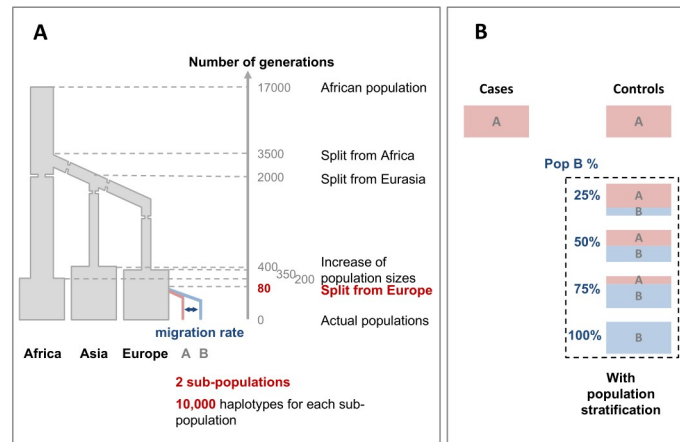 A
Number of generations
17000
African population
3500
Split from Africa
2000
Split from Eurasia
400
350
200
Increase of
population sizes
80
Split from Europe
0
Actual populations
migration rate
Africa
Asia
Europe
A
B
2 sub-populations
10,000 haplotypes for each sub-
population
B
Cases
Controls
A
A
Pop B %
25%
A
B
50%
A
B
75%
A
B
100%
B
With
population
stratification